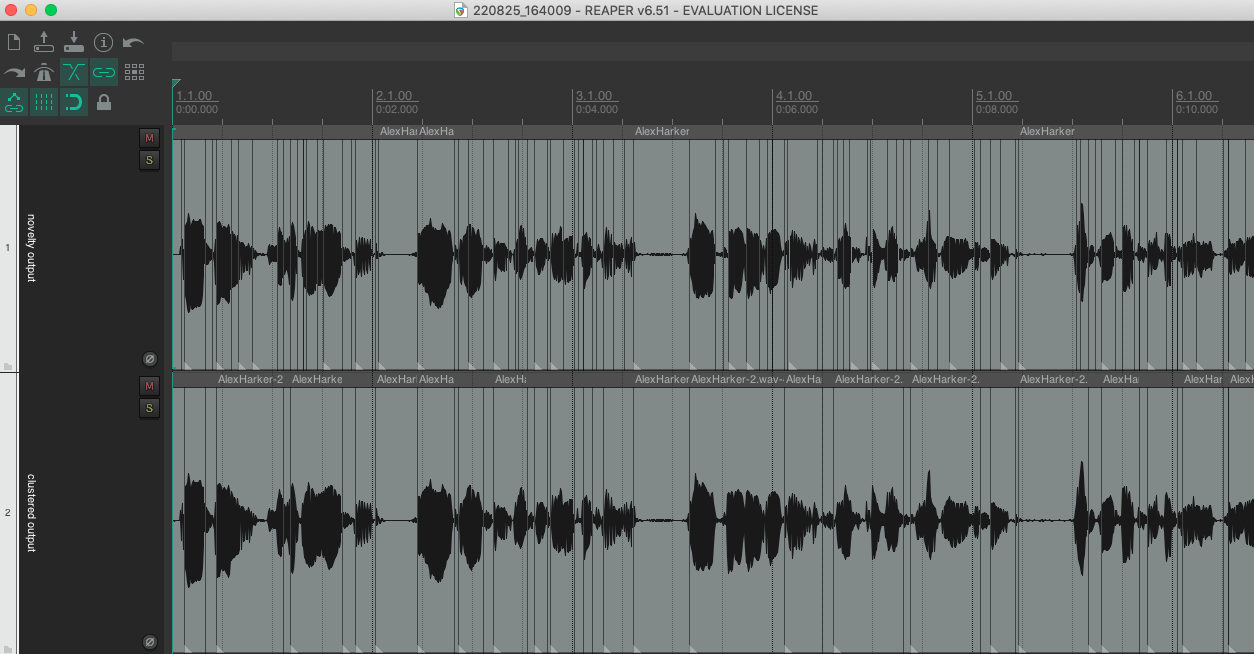 220825_164009 - REAPER v6.51 - EVALUATION LICENSE
1.1.00 2.1.00 3.1.00 4.1.00 5.1.00 6.1.00
0:00.000 0:02.000 0:04.000 0:06.000 0:08.000 0:10.000
AlexHar AlexHa AlexHarker AlexHarker
M
S
1
novelty output
AlexHarker-2 AlexHarke AlexHar AlexHa AlexHa AlexHarker AlexHarker-2.wav- AlexHa AlexHarker-2. AlexHarker-2. AlexHarker-2. AlexHa AlexHar AlexH
M
S
2
clustered output